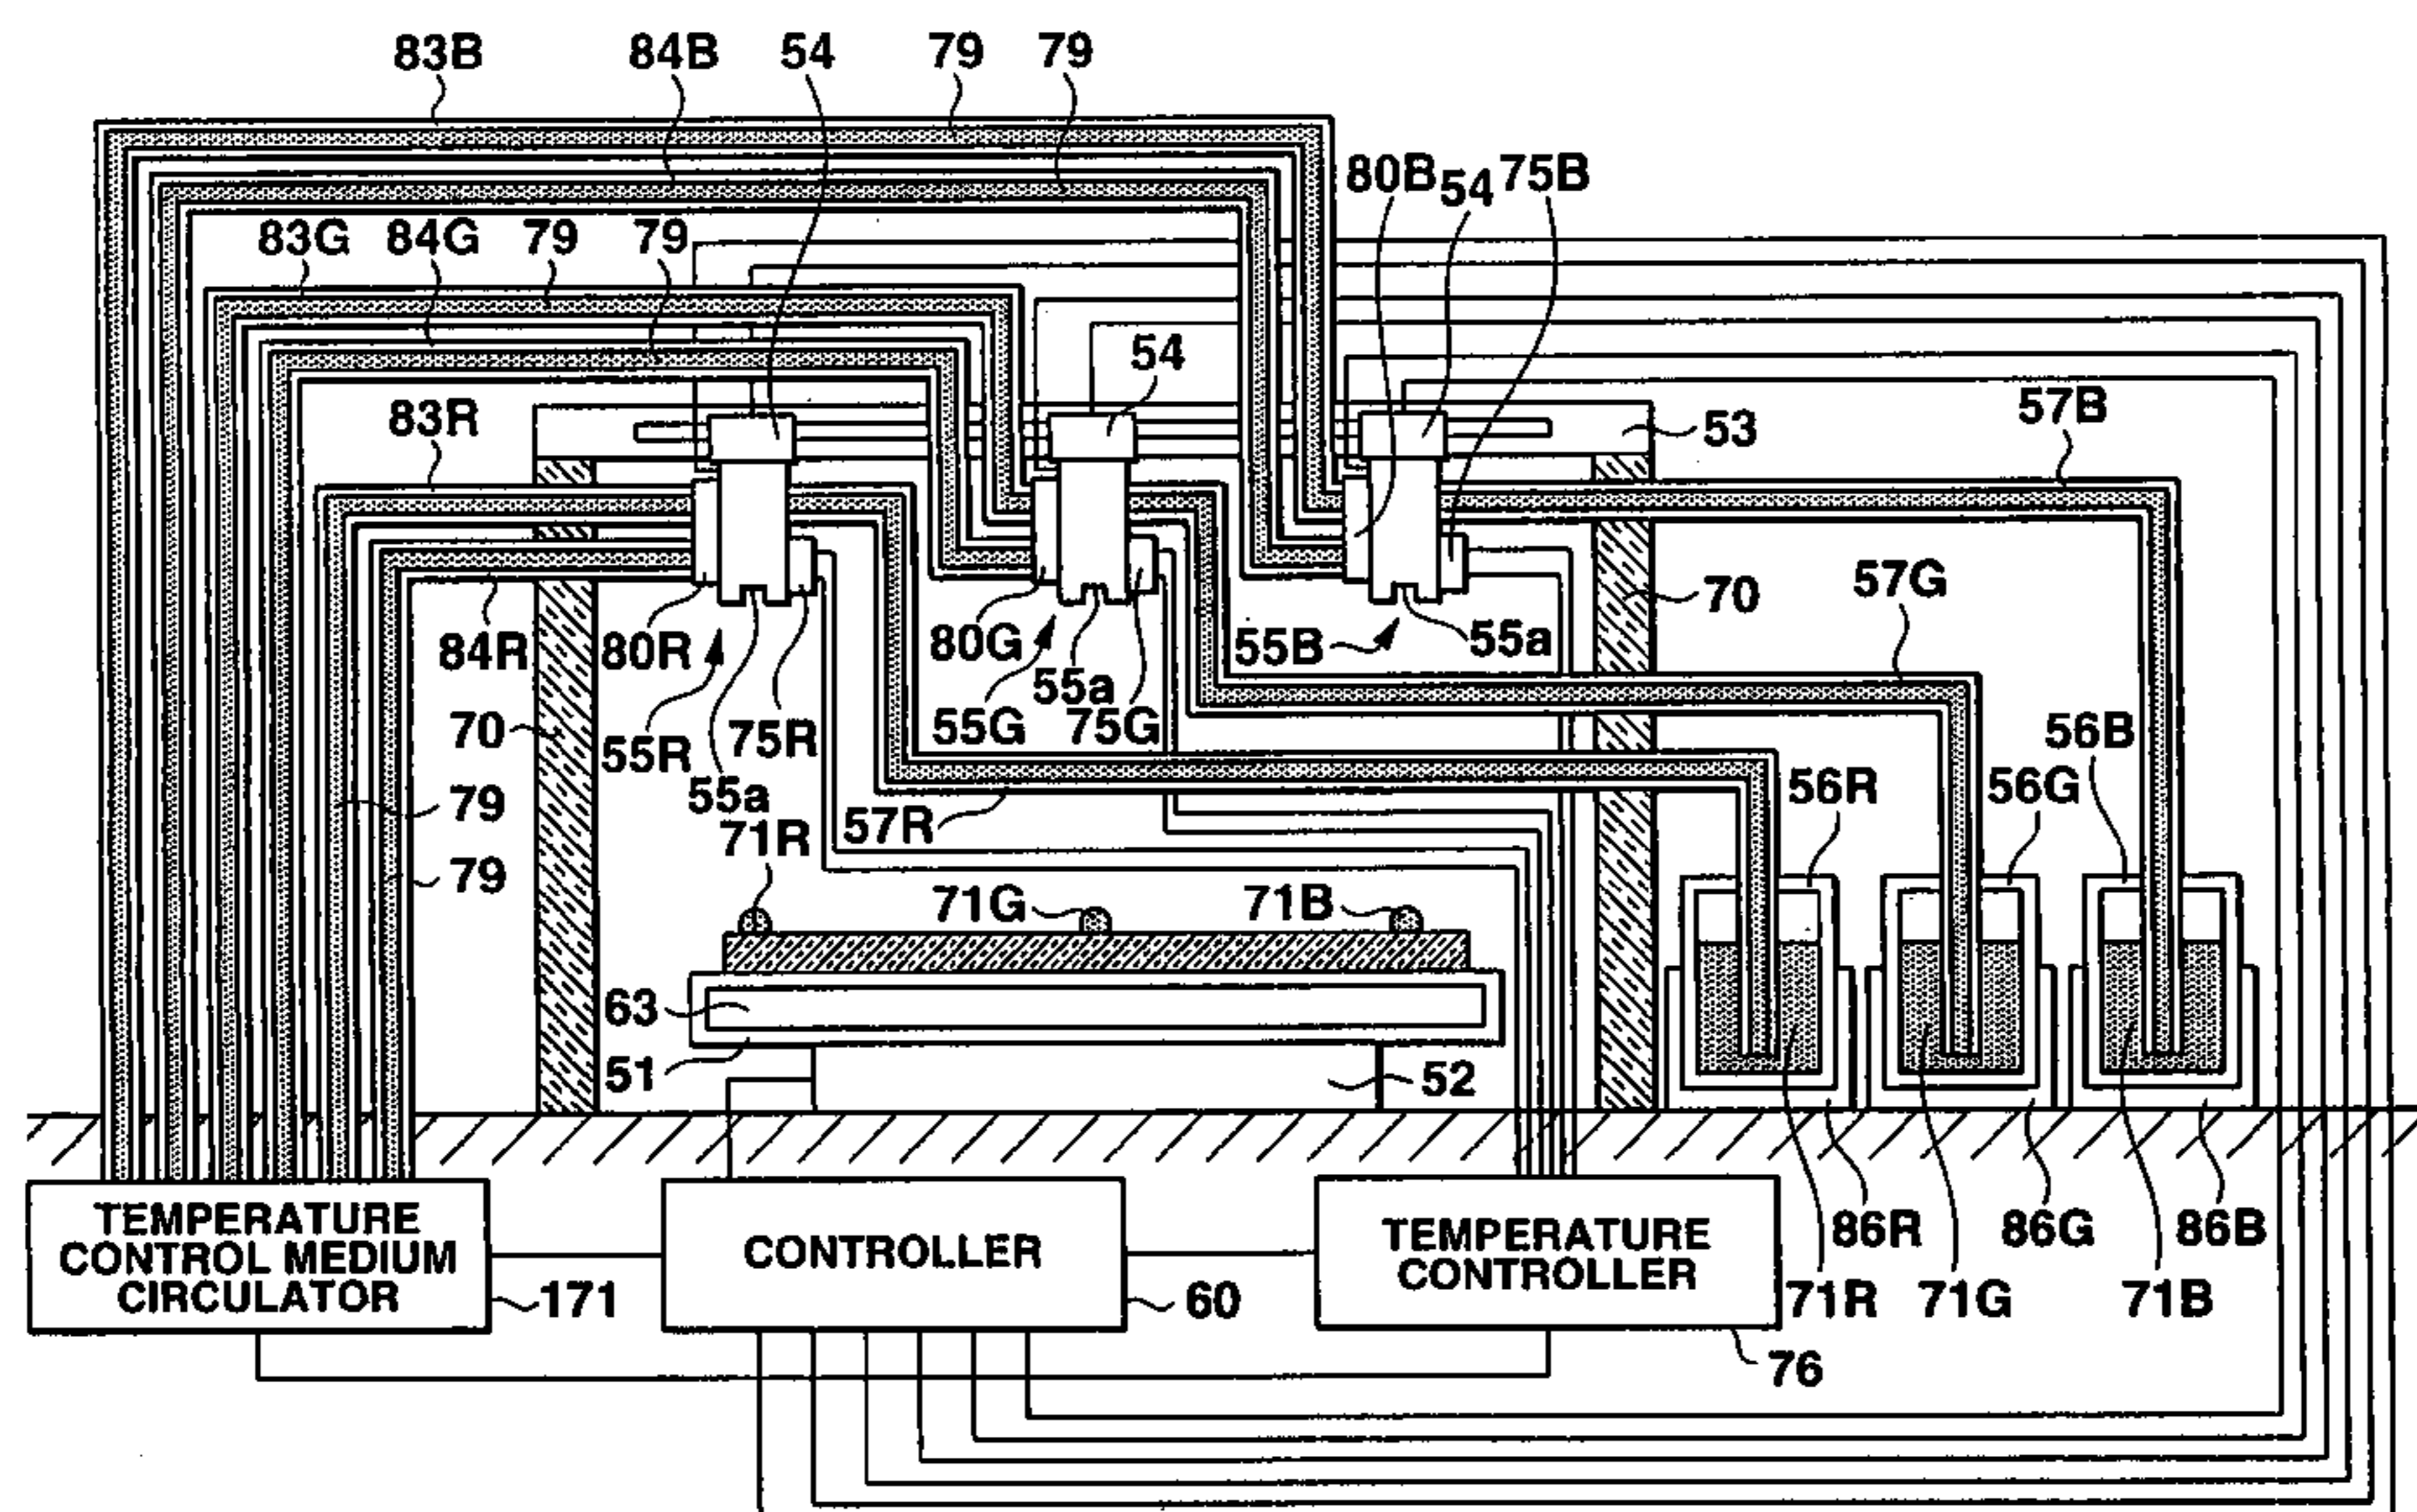 83B 84B 54 79 79
80B 54 75B
83G 84G 79 79
54
83R 57B
53
57G
70
84R 80R 80G 55B 55a
55a
70 55R 75R 55G 75G 56B
55a 56R 56G
79 71R 57R
79 71G 71B
63
51 52
TEMPERATURE
CONTROL MEDIUM
CIRCULATOR
CONTROLLER
TEMPERATURE
CONTROLLER
86R 86G 86B
171 60 71R 71G 71B
76